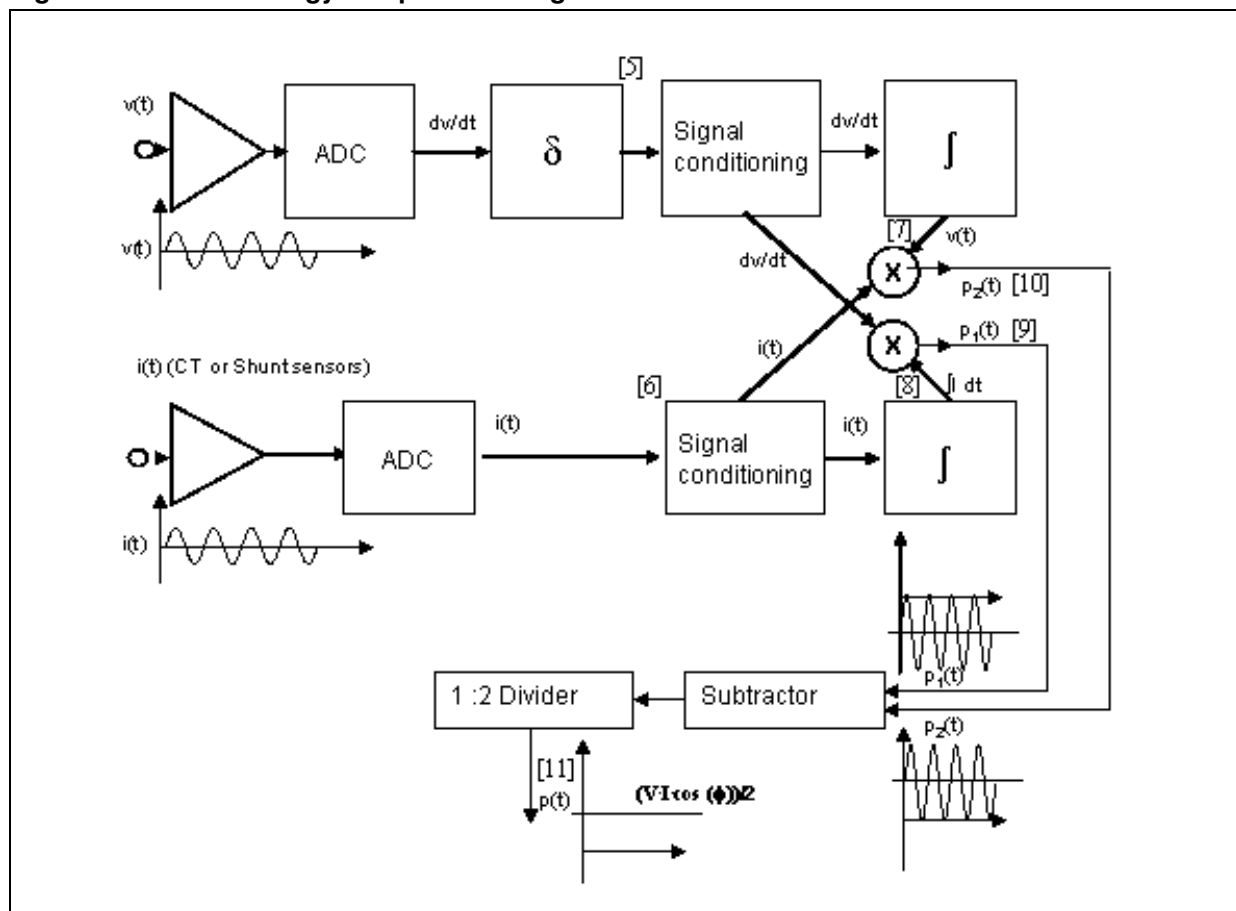 [5]
v(t)
ADC
dv/dt
δ
Signal
conditioning
dv/dt
∫
v(t)
dv/dt
[7]
v(t)
X
p₂(t) [10]
i(t)
X
p₁(t) [9]
i(t) (CT or Shunt sensors)
[6]
[8]
∫I dt
ADC
i(t)
Signal
conditioning
i(t)
∫
i(t)
p₁(t)
1 :2 Divider
Subtractor
p₂(t)
[11]
p(t)
(V·I·cos (ϕ))/2